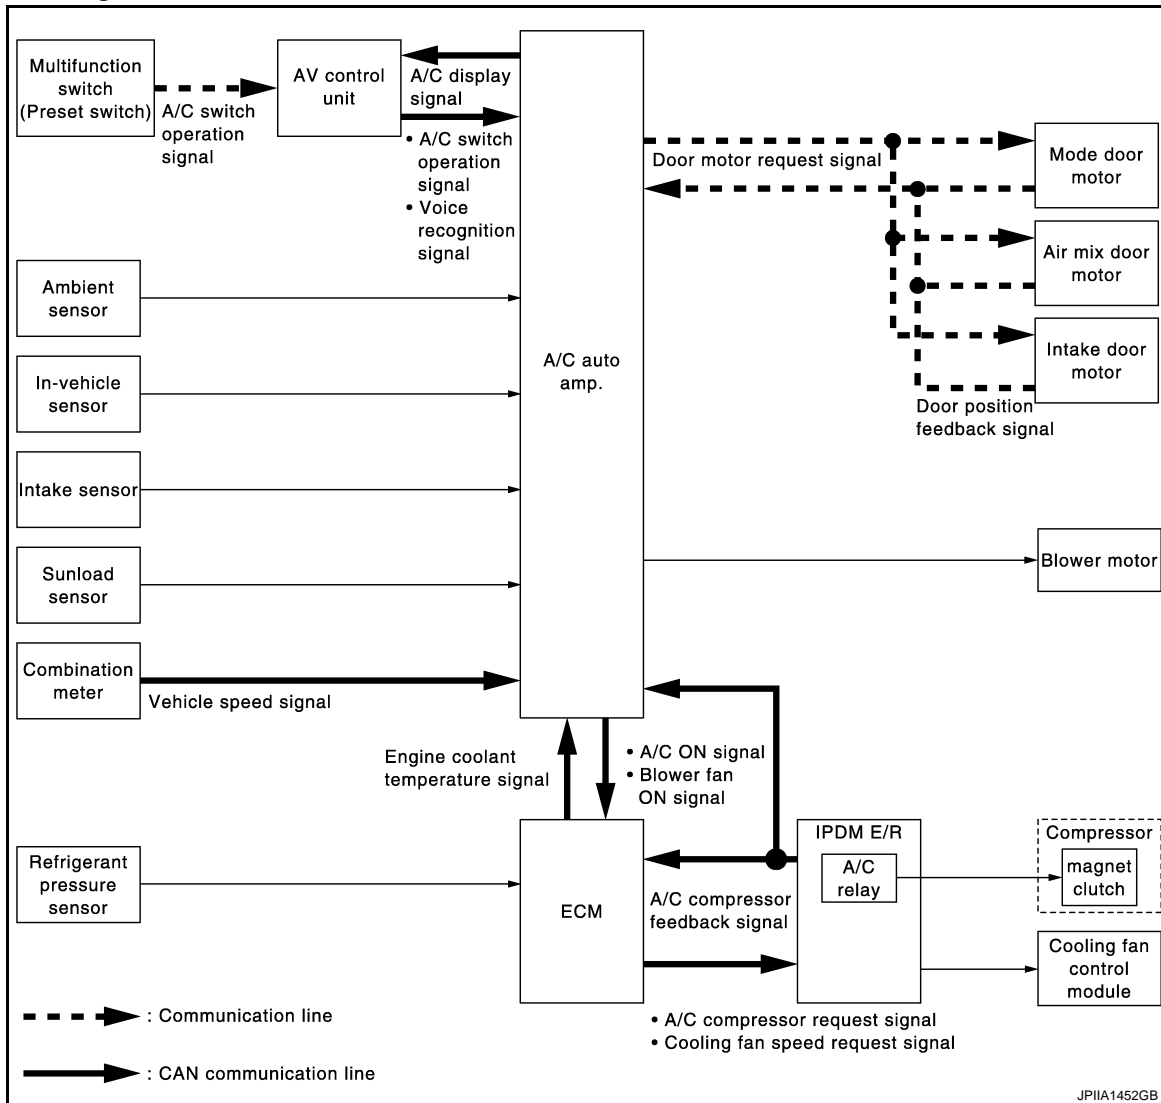 Multifunction
switch
(Preset switch)
A/C switch
operation
signal
AV control
unit
A/C display
signal
• A/C switch
operation
signal
• Voice
recognition
signal
A/C auto
amp.
Door motor request signal
Mode door
motor
Air mix door
motor
Intake door
motor
Door position
feedback signal
Ambient
sensor
In-vehicle
sensor
Intake sensor
Sunload
sensor
Blower motor
Combination
meter
Vehicle speed signal
Engine coolant
temperature signal
• A/C ON signal
• Blower fan
ON signal
Refrigerant
pressure
sensor
ECM
A/C compressor
feedback signal
IPDM E/R
A/C
relay
Compressor
magnet
clutch
Cooling fan
control
module
• A/C compressor request signal
• Cooling fan speed request signal
: Communication line
: CAN communication line
JPIIA1452GB